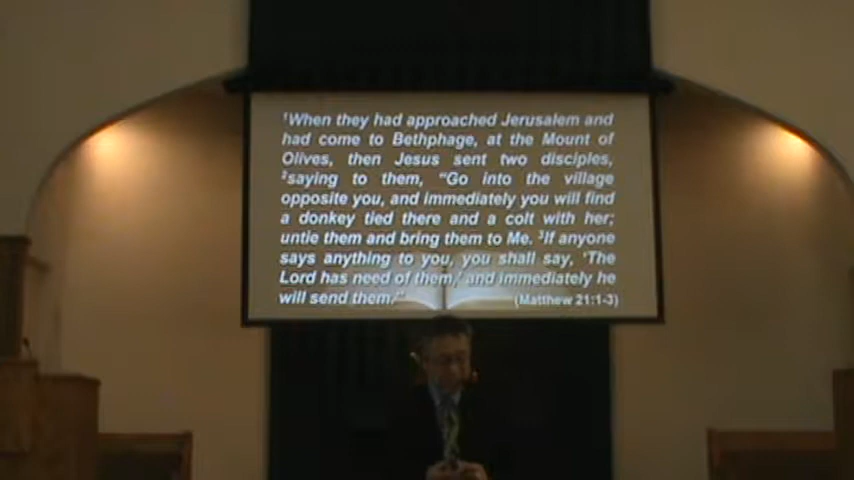 ¹When they had approached Jerusalem and
had come to Bethphage, at the Mount of
Olives, then Jesus sent two disciples,
²saying to them, “Go into the village
opposite you, and immediately you will find
a donkey tied there and a colt with her;
untie them and bring them to Me. ³If anyone
says anything to you, you shall say, ‘The
Lord has need of them,’ and immediately he
will send them.”
(Matthew 21:1-3)